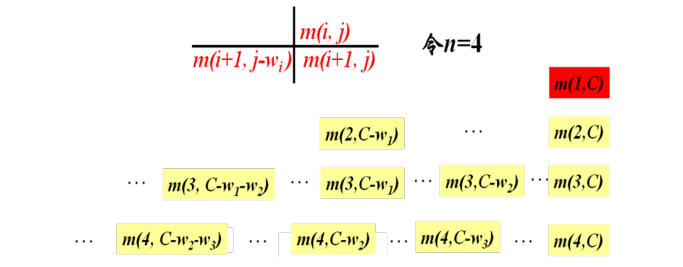 m(i, j)
令n=4
m(i+1, j-wi) m(i+1, j)
m(1,C)
m(2,C-w1) ⋯ m(2,C)
⋯ m(3, C-w1-w2) ⋯ m(3,C-w1) ⋯ m(3,C-w2) ⋯ m(3,C)
⋯ m(4, C-w2-w3) ⋯ m(4,C-w2) ⋯ m(4,C-w3) ⋯ m(4,C)